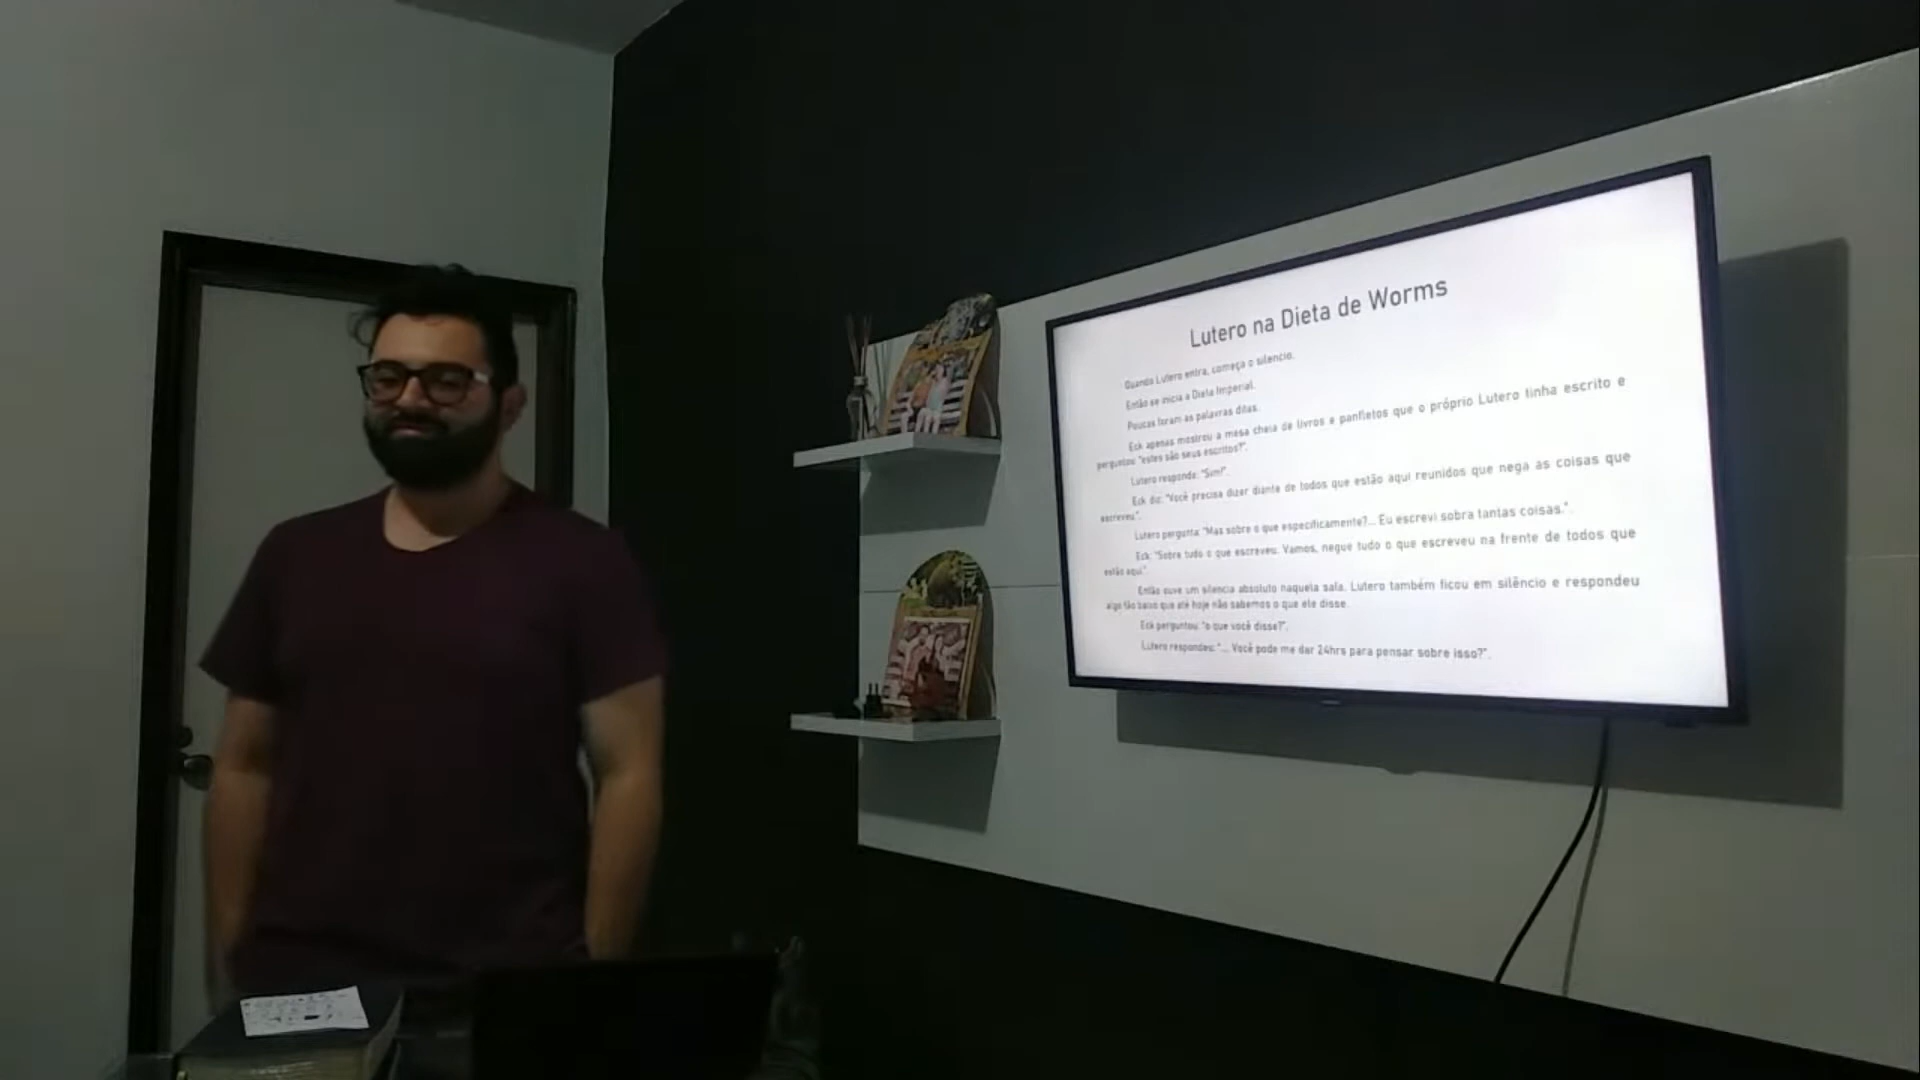 Lutero na Dieta de Worms
Quando Lutero entra, começa o silencio.
Então se inicia a Dieta Imperial.
Poucas foram as palavras ditas.
Eck apenas mostrou a mesa cheia de livros e panfletos que o próprio Lutero tinha escrito e
perguntou: "estes são seus escritos?".
Lutero responde: "Sim!".
Eck diz: "Você precisa dizer diante de todos que estão aqui reunidos que nega as coisas que
escreveu".
Lutero pergunta: "Mas sobre o que especificamente?... Eu escrevi sobra tantas coisas.".
Eck: "Sobre tudo o que escreveu. Vamos, negue tudo o que escreveu na frente de todos que
estão aqui".
Então ouve um silencia absoluto naquela sala. Lutero também ficou em silêncio e respondeu
algo tão baixo que até hoje não sabemos o que ele disse.
Eck perguntou: "o que você disse?".
Lutero respondeu: "... Você pode me dar 24hrs para pensar sobre isso?".